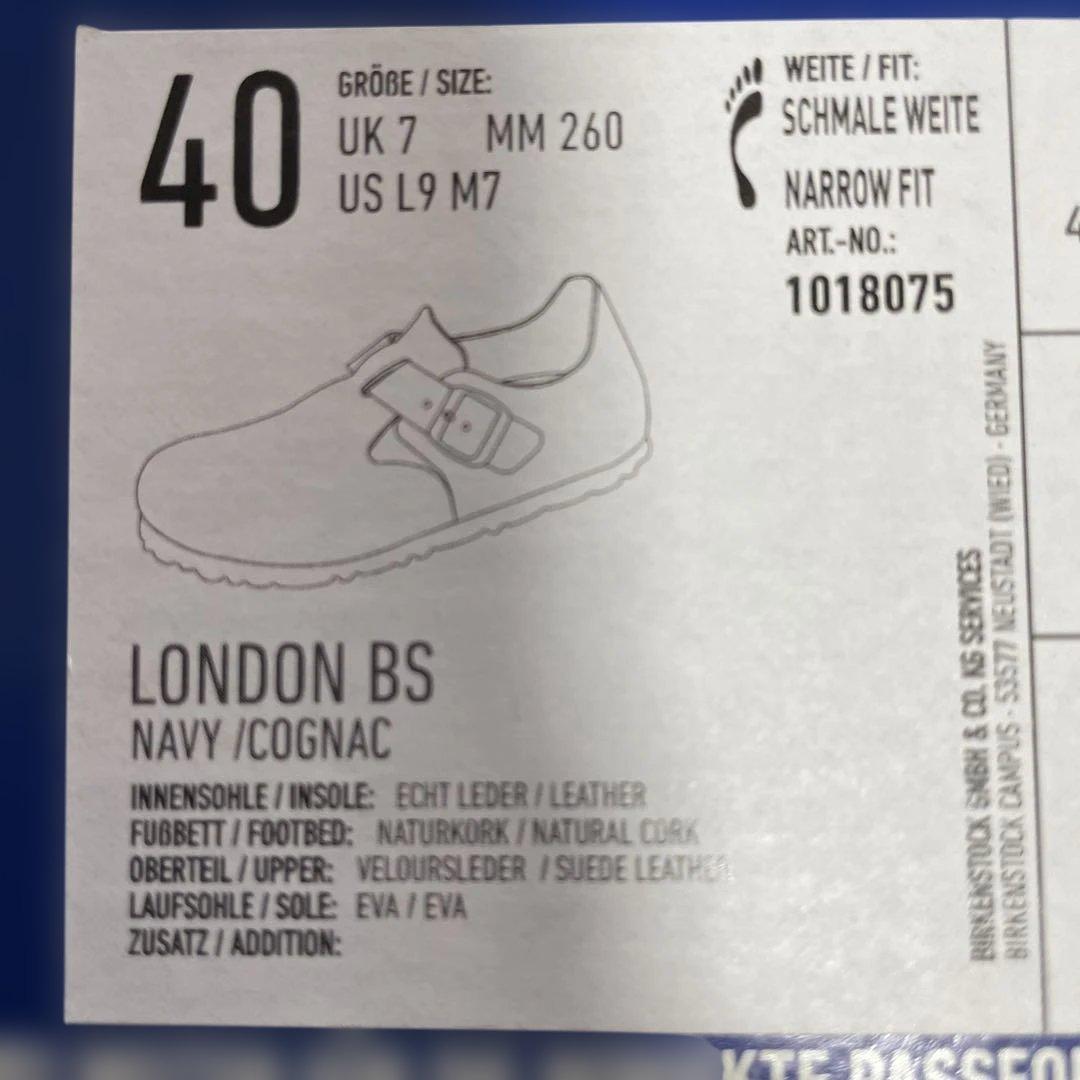 40
GRÖßE / SIZE:
UK 7 MM 260
US L9 M7
WEITE / FIT:
SCHMALE WEITE
NARROW FIT
ART.-NO.:
1018075
LONDON BS
NAVY /COGNAC
INNENSOHLE / INSOLE: ECHT LEDER / LEATHER
FUßBETT / FOOTBED: NATURKORK / NATURAL CORK
OBERTEIL / UPPER: VELOURSLEDER / SUEDE LEATHER
LAUFSOHLE / SOLE: EVA / EVA
ZUSATZ / ADDITION:
BIRKENSTOCK GMBH & CO. KG SERVICES
BIRKENSTOCK CAMPUS - 53577 NEUSTADT (WIED) - GERMANY
4